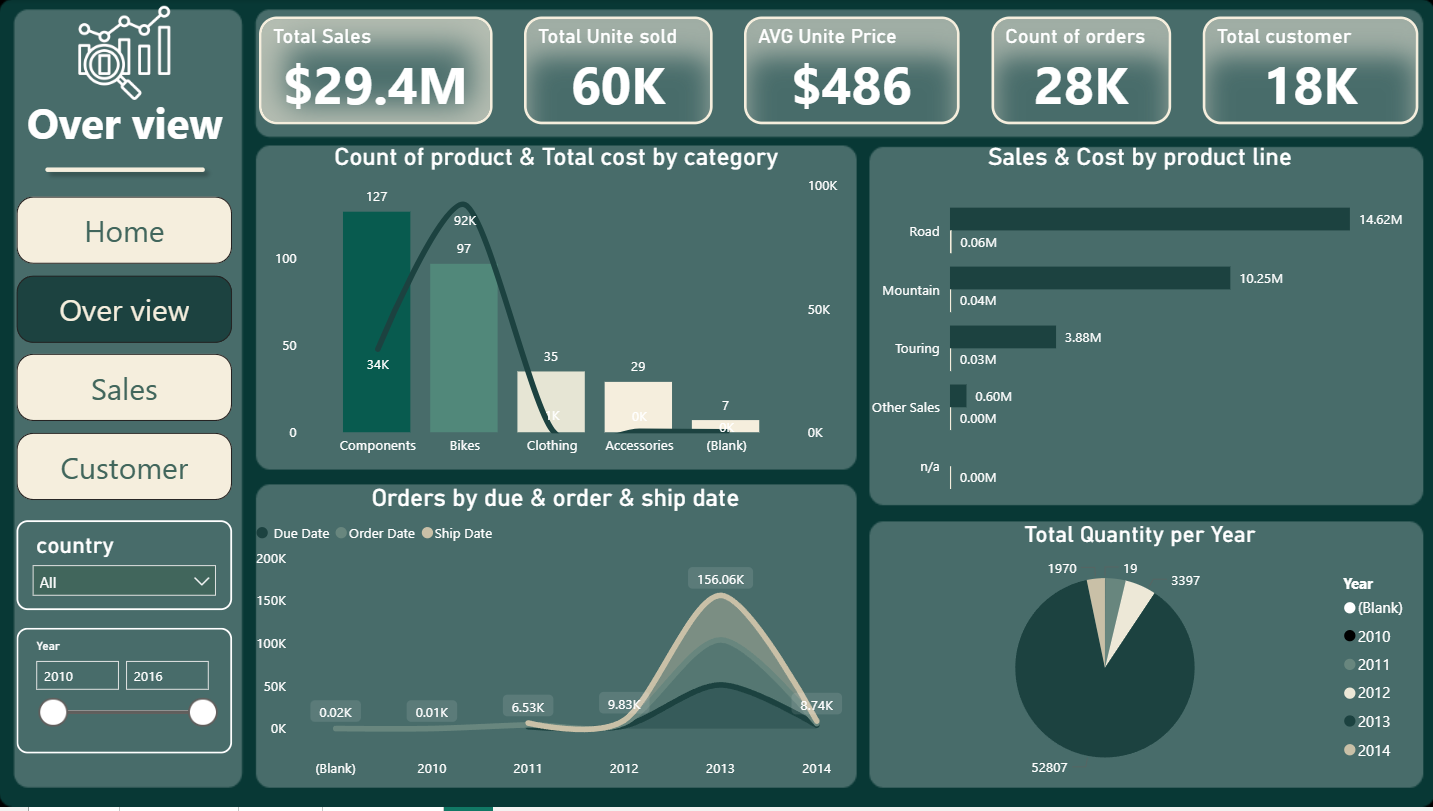 Over view
Home
Over view
Sales
Customer
country
All
Year
2010 2016
Total Sales
$29.4M
Total Unite sold
60K
AVG Unite Price
$486
Count of orders
28K
Total customer
18K
Count of product & Total cost by category
100K
50K
0K
100
50
0
127
92K
97
34K
35
1K
29
0K
7
0K
Components Bikes Clothing Accessories (Blank)
Sales & Cost by product line
Road 14.62M
0.06M
Mountain 10.25M
0.04M
Touring 3.88M
0.03M
Other Sales 0.60M
0.00M
n/a
0.00M
Orders by due & order & ship date
Due Date Order Date Ship Date
200K
150K
100K
50K
0K
0.02K
0.01K
6.53K
9.83K
156.06K
8.74K
(Blank) 2010 2011 2012 2013 2014
Total Quantity per Year
1970
19
3397
52807
Year
(Blank)
2010
2011
2012
2013
2014